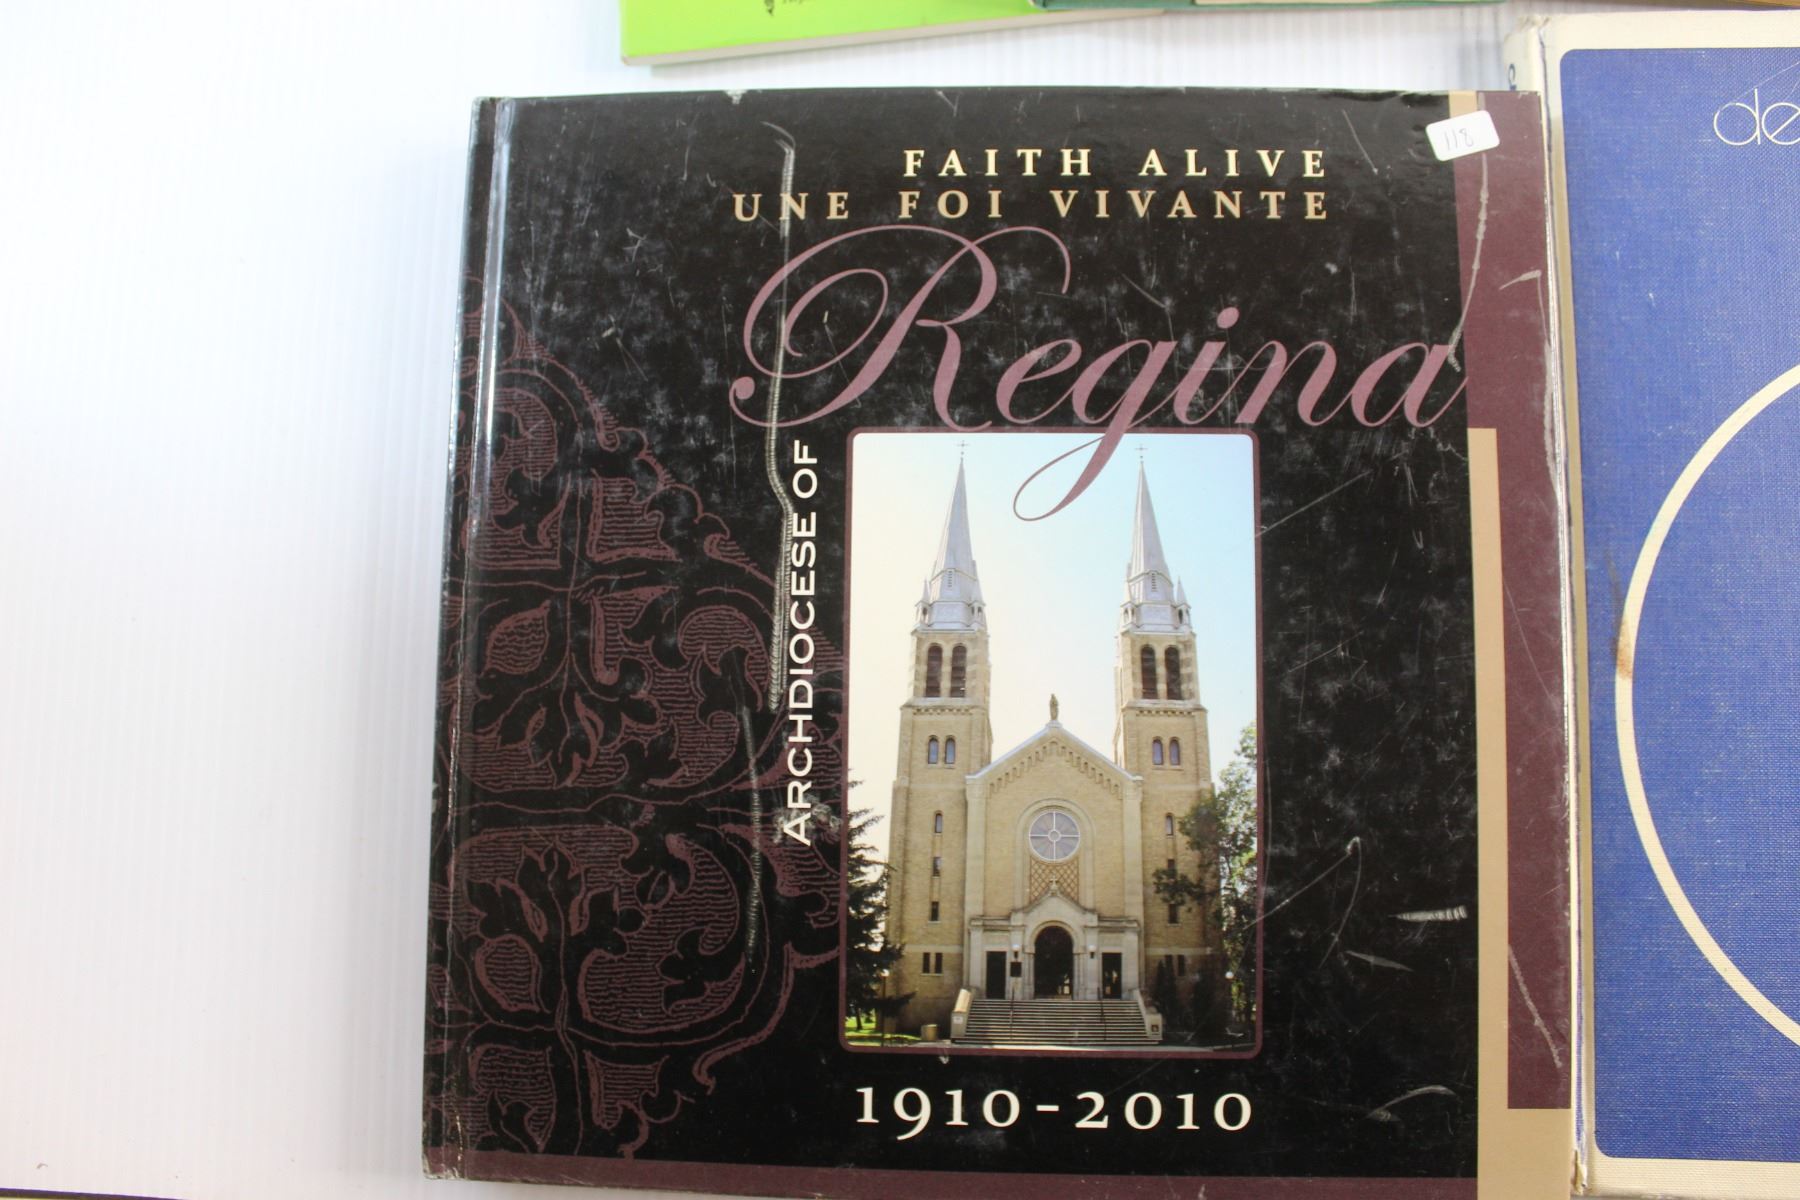 FAITH ALIVE
UNE FOI VIVANTE
Regina
ARCHDIOCESE OF
1910-2010
118
de